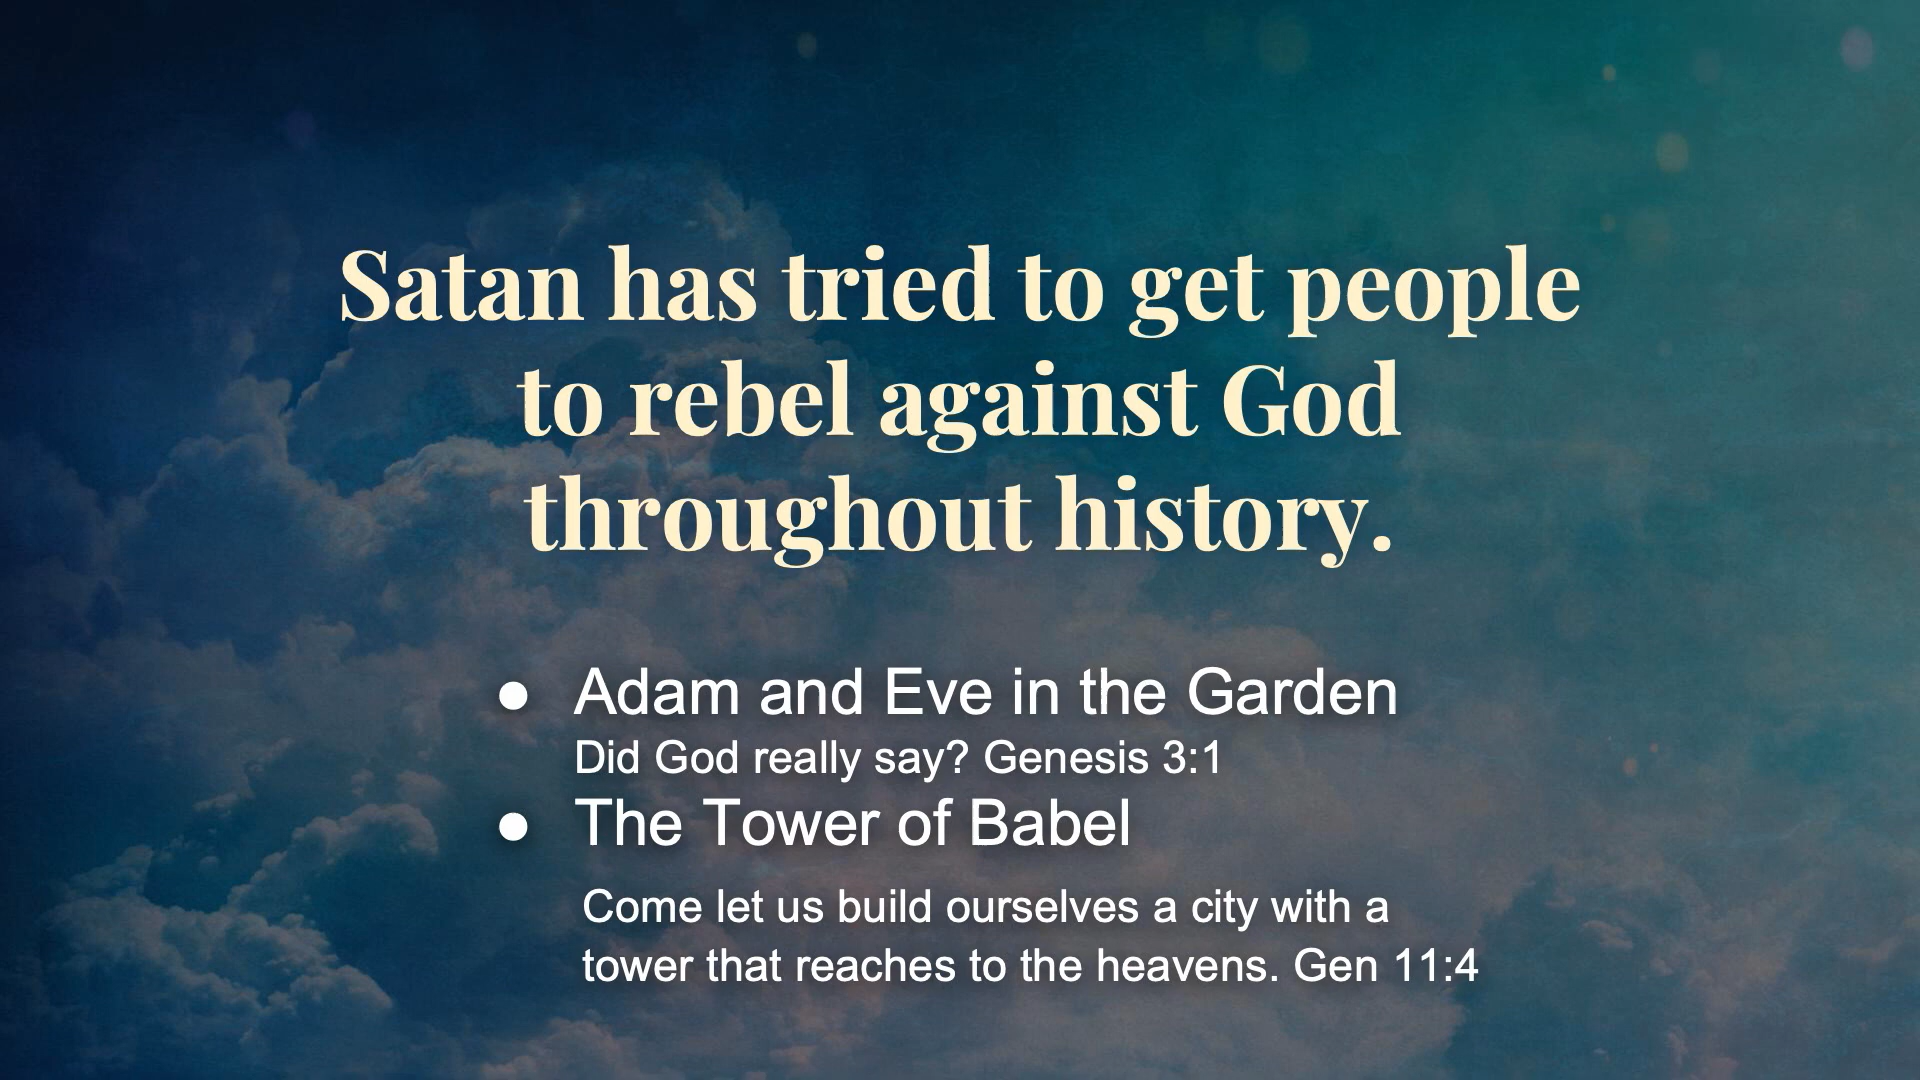 Satan has tried to get people
to rebel against God
throughout history.
● Adam and Eve in the Garden
Did God really say? Genesis 3:1
● The Tower of Babel
Come let us build ourselves a city with a
tower that reaches to the heavens. Gen 11:4